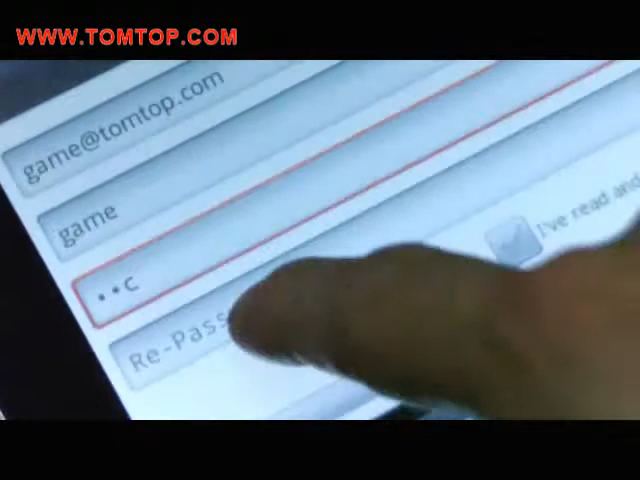 WWW.TOMTOP.COM
game@tomtop.com
game
••c
Re-Pass
I've read and